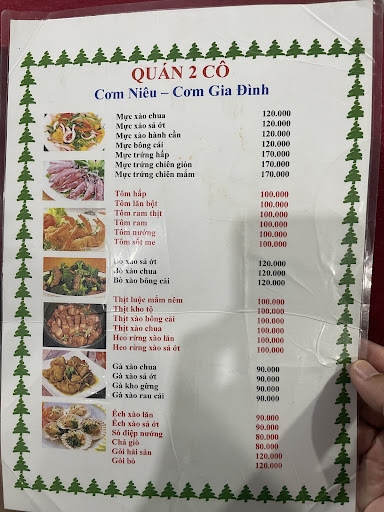 QUÁN 2 CÔ
Cơm Niêu – Cơm Gia Đình
Mực xào chua 120.000
Mực xào sả ớt 120.000
Mực xào hành cần 120.000
Mực bông cải 120.000
Mực trứng hấp 170.000
Mực trứng chiên giòn 170.000
Mực trứng chiên mắm 170.000
Tôm hấp 100.000
Tôm lăn bột 100.000
Tôm ram thịt 100.000
Tôm ram 100.000
Tôm nướng 100.000
Tôm sốt me 100.000
Bò xào sả ớt 120.000
Bò xào chua 120.000
Bò xào bông cải 120.000
Thịt luộc mắm nêm 100.000
Thịt kho tộ 100.000
Thịt xào bông cải 100.000
Thịt xào chua 100.000
Heo rừng xào lăn 100.000
Heo rừng xào sả ớt 100.000
Gà xào chua 90.000
Gà xào sả ớt 90.000
Gà kho gừng 90.000
Gà xào rau cải 90.000
Ếch xào lăn 90.000
Ếch xào sả ớt 90.000
Sò điệp nướng 80.000
Chả giò 80.000
Gỏi hải sản 120.000
Gỏi bò 120.000